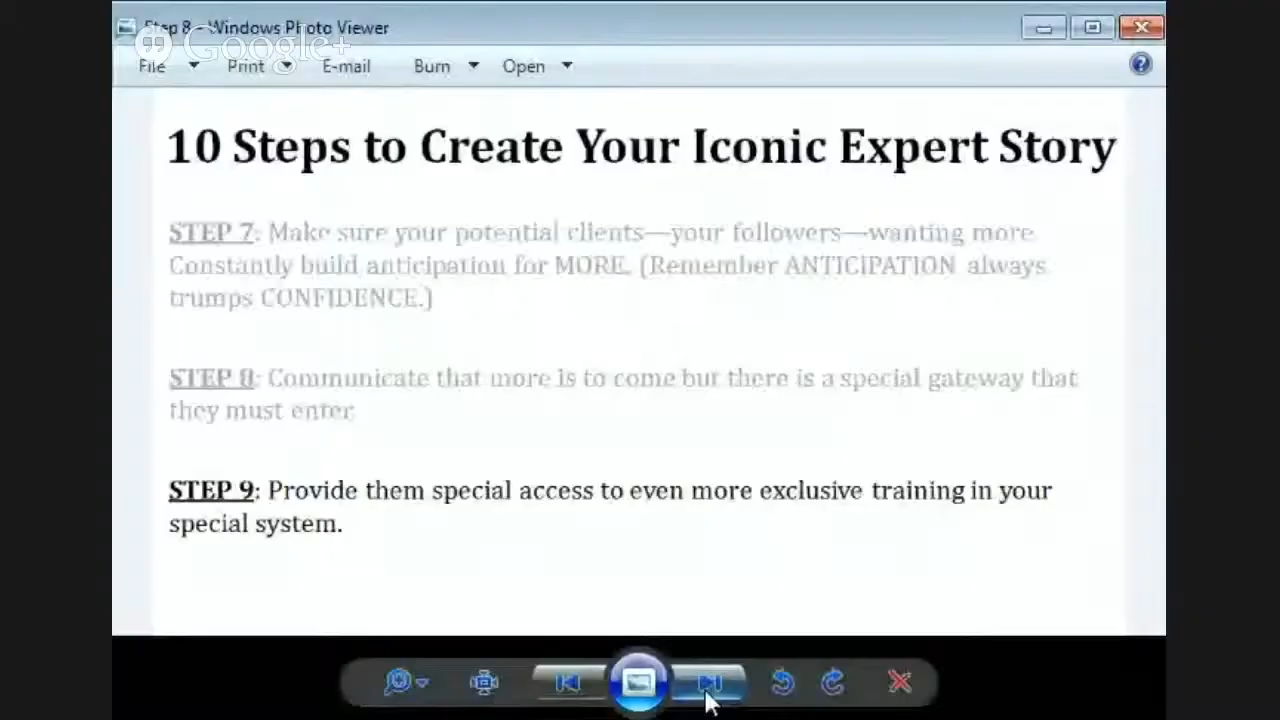 Step 8 - Windows Photo Viewer
Google+
File Print E-mail Burn Open
10 Steps to Create Your Iconic Expert Story
STEP 7: Make sure your potential clients—your followers—wanting more.
Constantly build anticipation for MORE. (Remember ANTICIPATION always
trumps CONFIDENCE.)
STEP 8: Communicate that more is to come but there is a special gateway that
they must enter.
STEP 9: Provide them special access to even more exclusive training in your
special system.